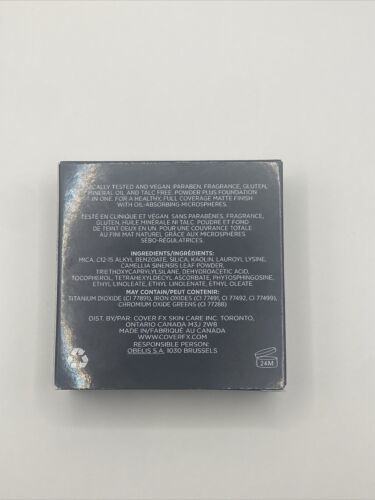 TESTED AND VEGAN. PARABEN, FRAGRANCE, GLUTEN,
MINERAL OIL AND TALC FREE. POWDER PLUS FOUNDATION
IN ONE FOR A HEALTHY, FULL COVERAGE MATTE FINISH
WITH OIL-ABSORBING MICROSPHERES.
TESTÉ EN CLINIQUE ET VÉGAN. SANS PARABÈNES, FRAGRANCE,
GLUTEN, HUILE MINÉRALE NI TALC. POUDRE ET FOND
DE TEINT DEUX EN UN. POUR UNE COUVRANCE TOTALE
AU FINI MAT NATUREL GRÂCE AUX MICROSPHÈRES
SÉBO-RÉGULATRICES.
INGREDIENTS/INGRÉDIENTS:
MICA, C12-15 ALKYL BENZOATE, SILICA, KAOLIN, LAUROYL LYSINE,
CAMELLIA SINENSIS LEAF POWDER,
TRIETHOXYCAPRYLYLSILANE, DEHYDROACETIC ACID,
TOCOPHEROL, TETRAHEXYLDECYL ASCORBATE, PHYTOSPHINGOSINE,
ETHYL LINOLEATE, ETHYL LINOLENATE, ETHYL OLEATE
MAY CONTAIN/PEUT CONTENIR:
TITANIUM DIOXIDE (CI 77891), IRON OXIDES (CI 77491, CI 77492, CI 77499),
CHROMIUM OXIDE GREENS (CI 77288)
DIST. BY/PAR: COVER FX SKIN CARE INC. TORONTO,
ONTARIO CANADA M3J 2W8
MADE IN/FABRIQUÉ AU CANADA
WWW.COVERFX.COM
RESPONSIBLE PERSON:
OBELIS S.A. 1030 BRUSSELS
24M